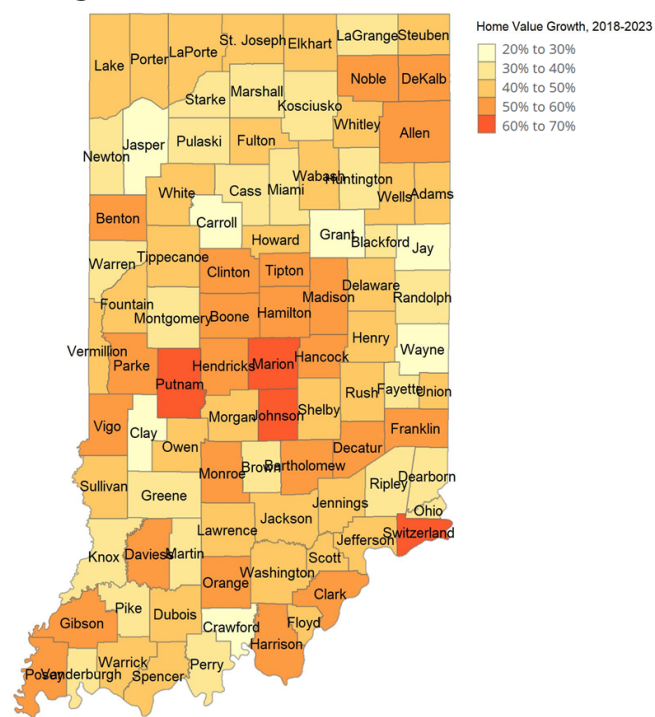 Home Value Growth, 2018-2023
20% to 30%
30% to 40%
40% to 50%
50% to 60%
60% to 70%
Lake
Porter
LaPorte
St. Joseph
Elkhart
LaGrange
Steuben
Noble
DeKalb
Starke
Marshall
Kosciusko
Whitley
Allen
Newton
Jasper
Pulaski
Fulton
White
Cass
Miami
Wabash
Huntington
Wells
Adams
Benton
Carroll
Howard
Grant
Blackford
Jay
Warren
Tippecanoe
Clinton
Tipton
Madison
Delaware
Randolph
Fountain
Montgomery
Boone
Hamilton
Henry
Wayne
Vermillion
Parke
Putnam
Hendricks
Marion
Hancock
Rush
Fayette
Union
Vigo
Clay
Owen
Morgan
Johnson
Shelby
Decatur
Franklin
Sullivan
Greene
Monroe
Brown
Bartholomew
Jennings
Ripley
Dearborn
Ohio
Knox
Daviess
Martin
Lawrence
Jackson
Jefferson
Switzerland
Orange
Washington
Scott
Clark
Gibson
Pike
Dubois
Crawford
Floyd
Harrison
Posey
Vanderburgh
Warrick
Spencer
Perry